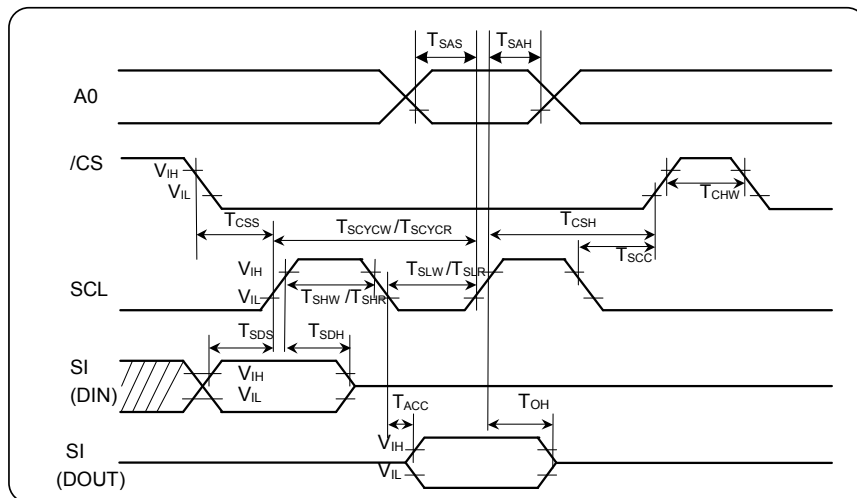 TSAS TSAH
A0
/CS
VIH
VIL
TCHW
TCSS TSCYCW/TSCYCR TCSH
TSCC
VIH TSLW/TSLR
SCL VIL TSHW/TSHR
TSDS TSDH
SI
(DIN)
VIH
VIL
TACC TOH
SI
(DOUT)
VIH
VIL